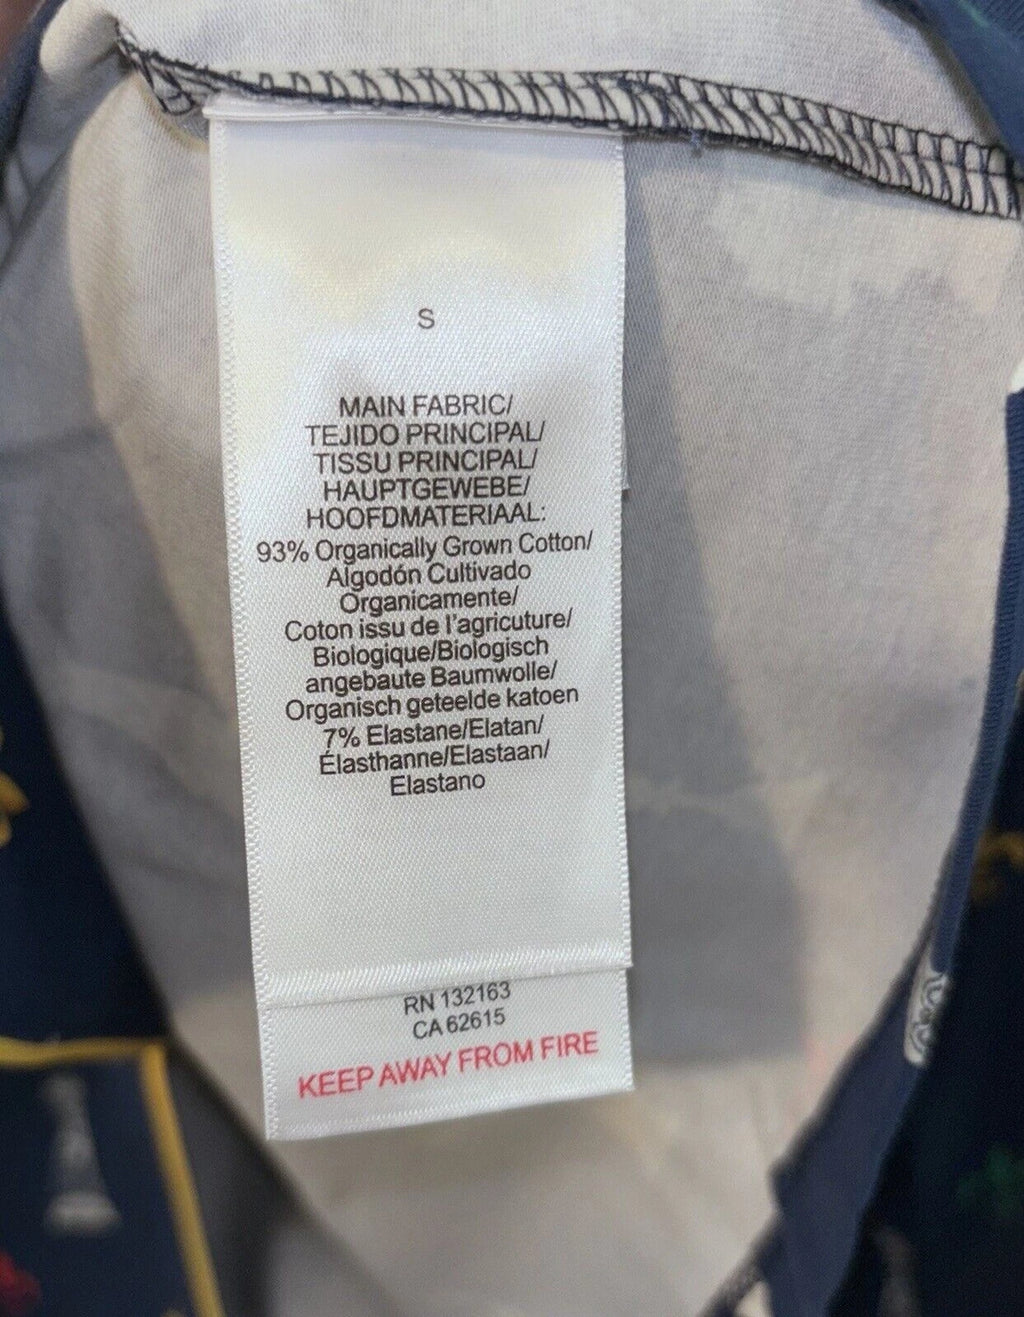 S
MAIN FABRIC/
TEJIDO PRINCIPAL/
TISSU PRINCIPAL/
HAUPTGEWEBE/
HOOFDMATERIAAL:
93% Organically Grown Cotton/
Algodón Cultivado
Organicamente/
Coton issu de l'agricuture/
Biologique/Biologisch
angebaute Baumwolle/
Organisch geteelde katoen
7% Elastane/Elatan/
Élasthanne/Elastaan/
Elastano
RN 132163
CA 62615
KEEP AWAY FROM FIRE